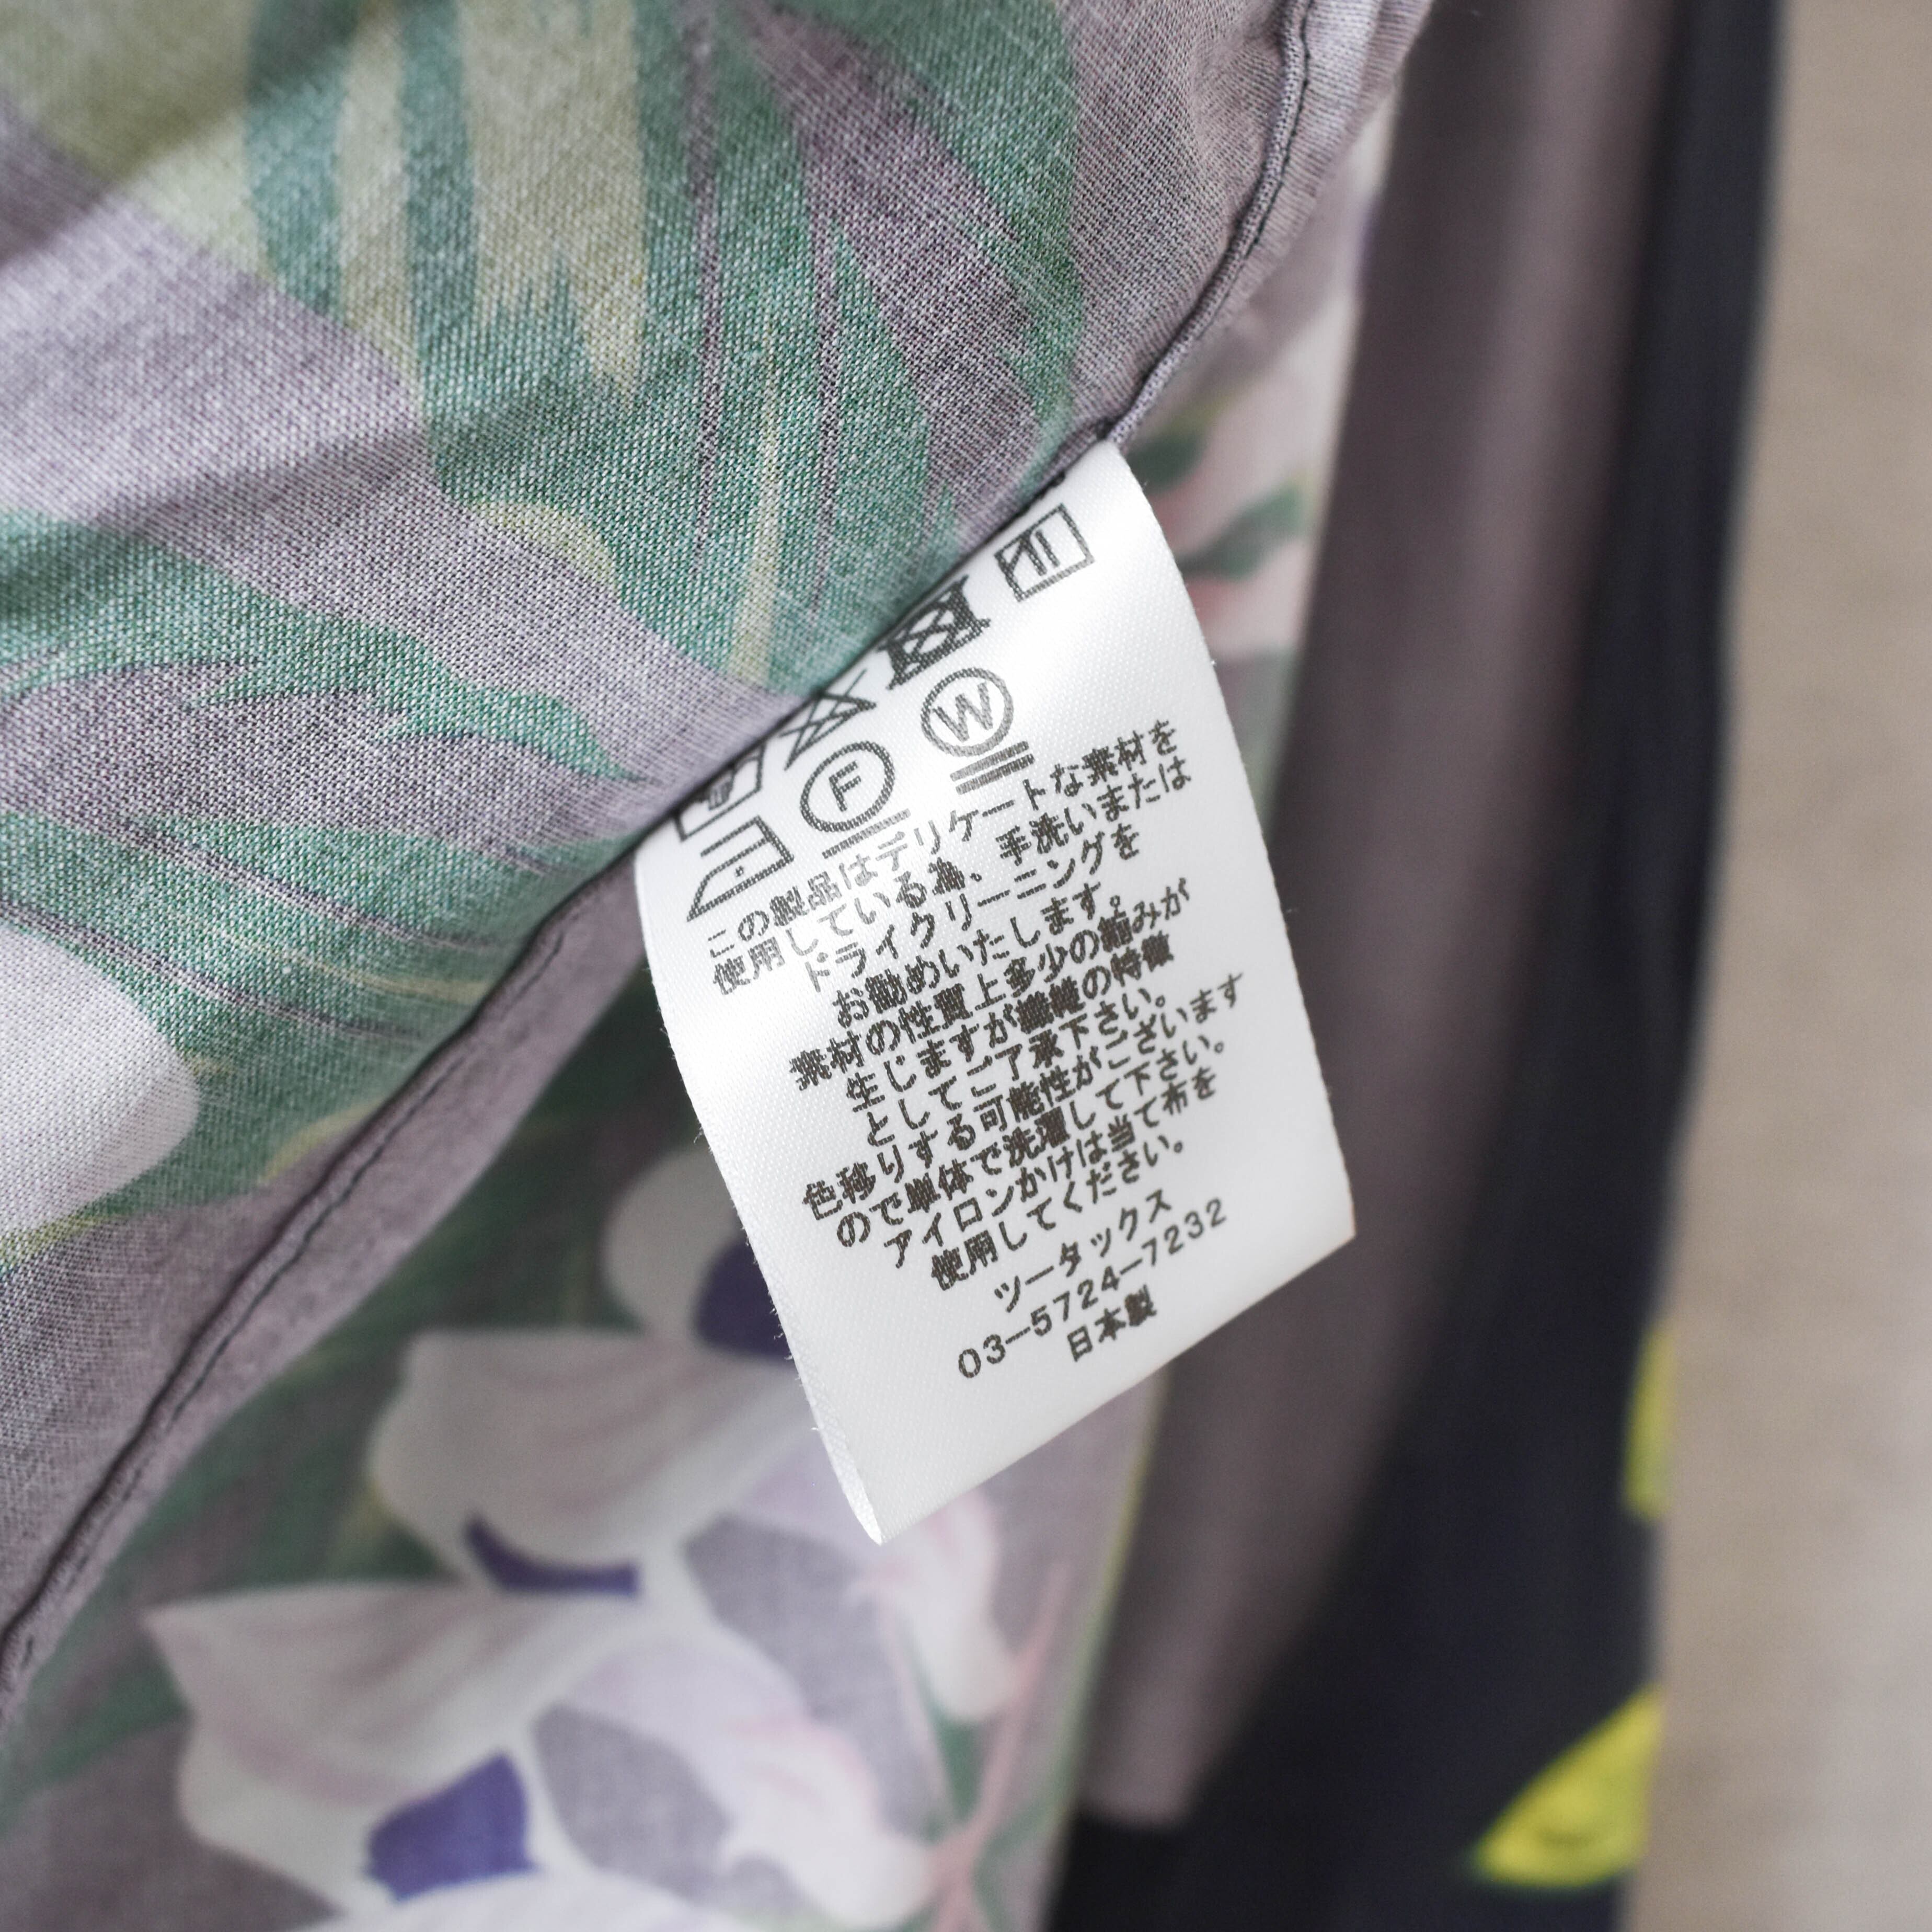 F W
この製品はデリケートな素材を
使用している為、手洗いまたは
ドライクリーニングを
お勧めいたします。
素材の性質上多少の縮みが
生じますが繊維の特徴
としてご了承下さい。
色移りする可能性がございます
ので単体で洗濯して下さい。
アイロンかけは当て布を
使用してください。
ツータックス
03-5724-7232
日本製